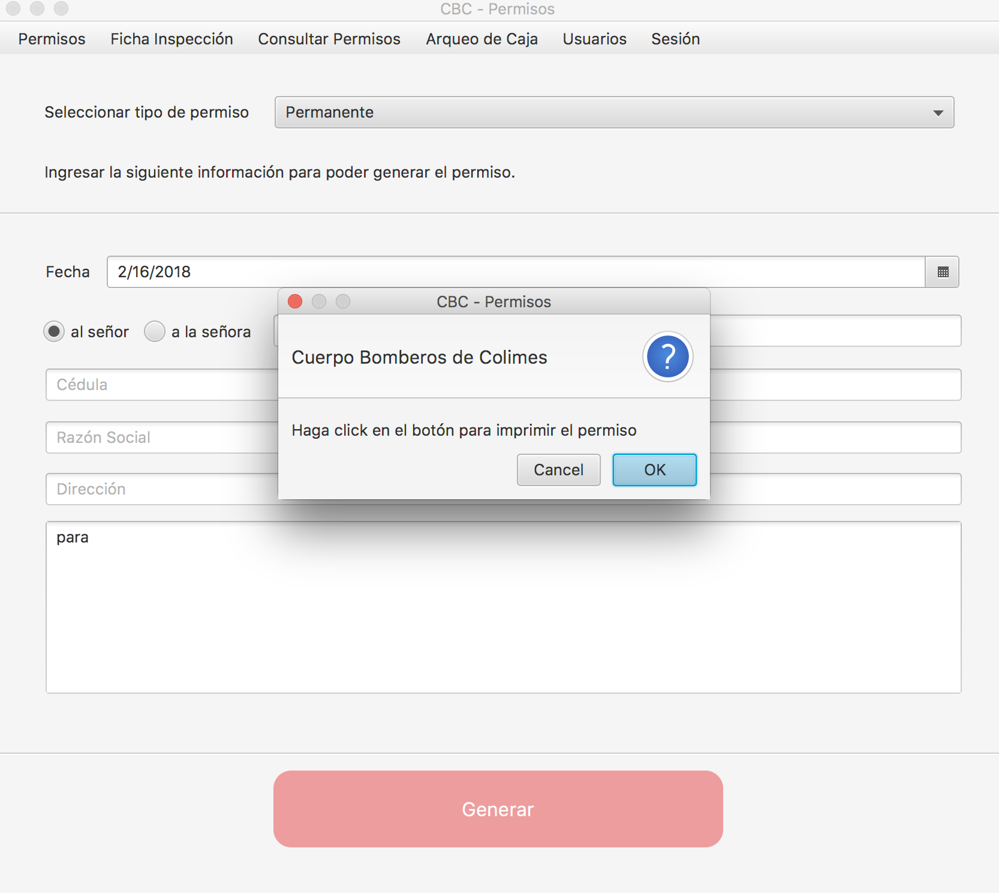 CBC - Permisos
Permisos Ficha Inspección Consultar Permisos Arqueo de Caja Usuarios Sesión
Seleccionar tipo de permiso Permanente
Ingresar la siguiente información para poder generar el permiso.
Fecha 2/16/2018
CBC - Permisos
al señor a la señora
Cuerpo Bomberos de Colimes
?
Cédula
Haga click en el botón para imprimir el permiso
Razón Social
Cancel OK
Dirección
para
Generar